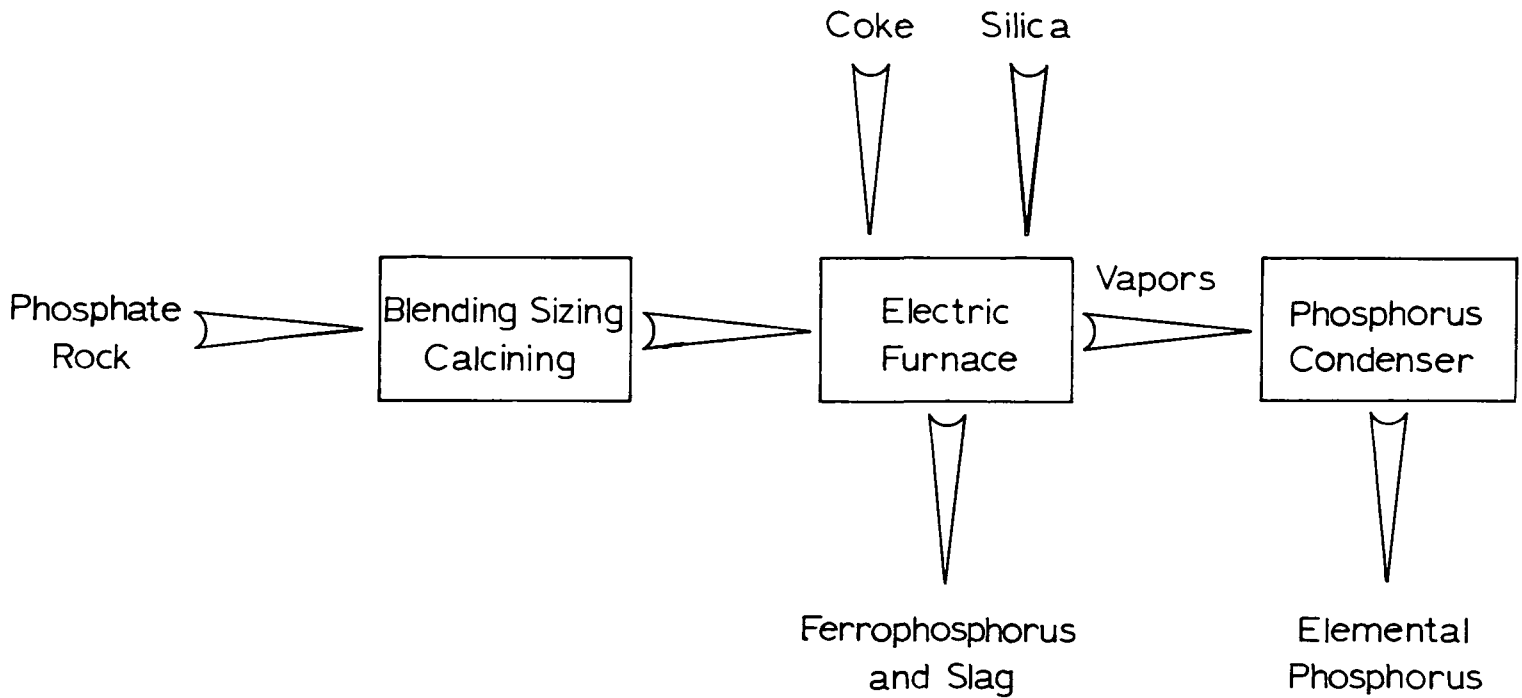 Coke
Silica
Phosphate
Rock
Blending Sizing
Calcining
Electric
Furnace
Vapors
Phosphorus
Condenser
Ferrophosphorus
and Slag
Elemental
Phosphorus